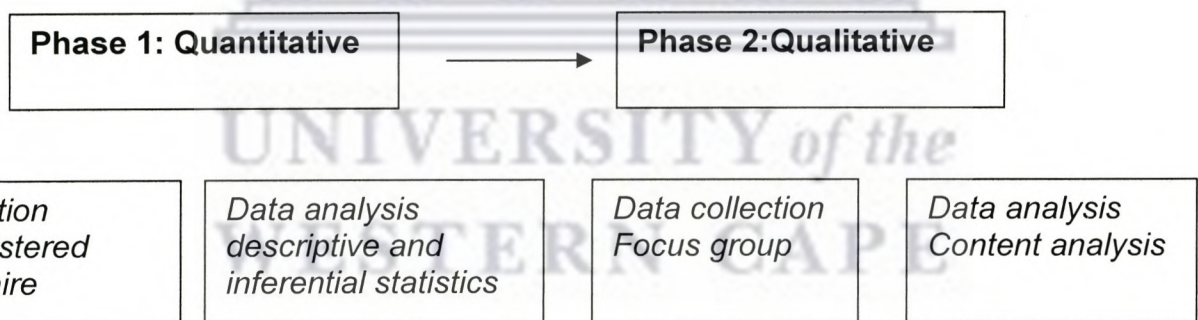 Phase 1: Quantitative
Phase 2:Qualitative
UNIVERSITY of the
WESTERN CAPE
tion
stered
ire
Data analysis
descriptive and
inferential statistics
Data collection
Focus group
Data analysis
Content analysis